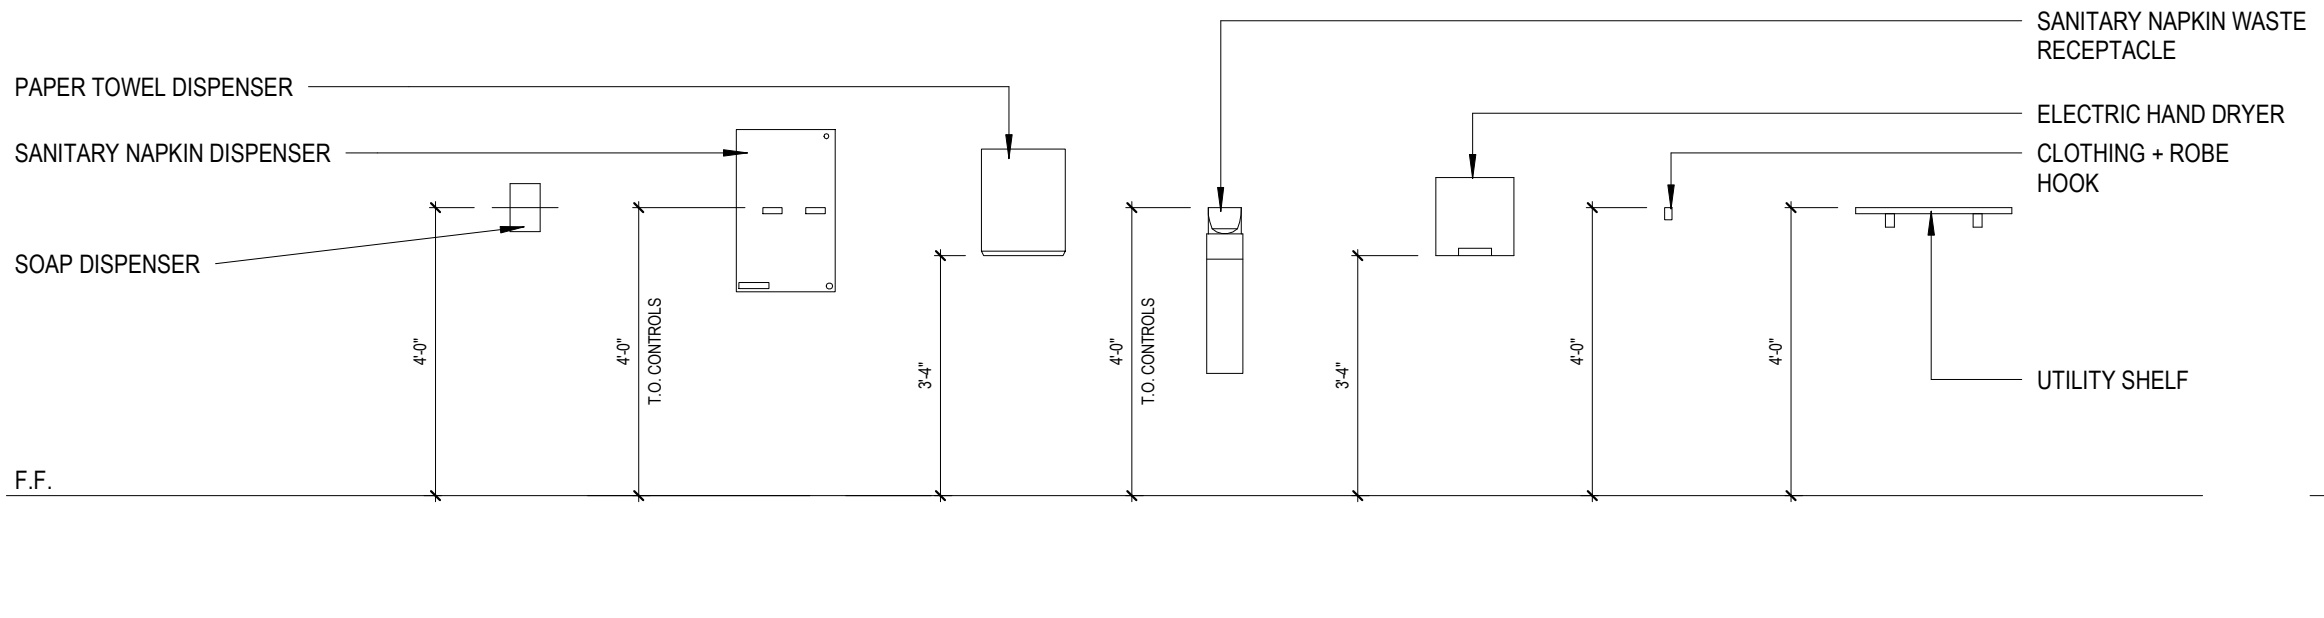 SANITARY NAPKIN WASTE
RECEPTACLE
PAPER TOWEL DISPENSER
ELECTRIC HAND DRYER
SANITARY NAPKIN DISPENSER
CLOTHING + ROBE
HOOK
SOAP DISPENSER
4'-0"
4'-0"
T.O. CONTROLS
3'-4"
4'-0"
T.O. CONTROLS
3'-4"
4'-0"
4'-0"
UTILITY SHELF
F.F.